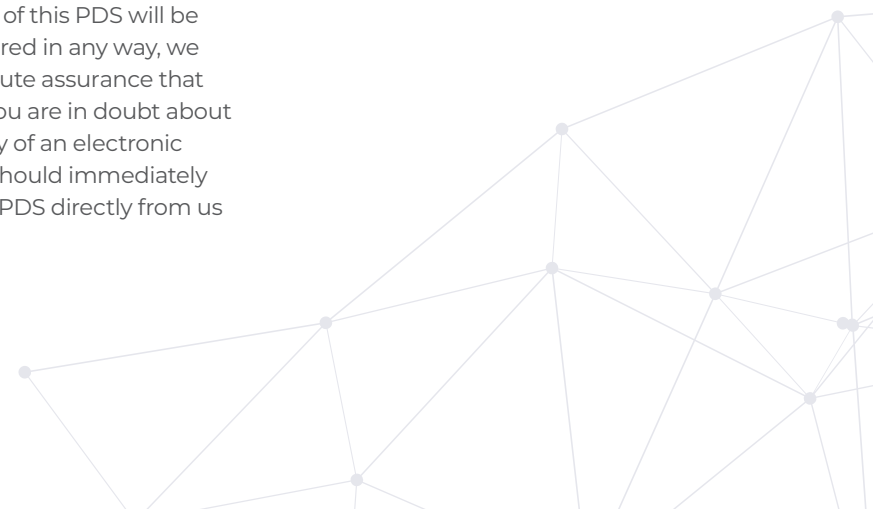 of this PDS will be
red in any way, we
ute assurance that
ou are in doubt about
y of an electronic
hould immediately
PDS directly from us